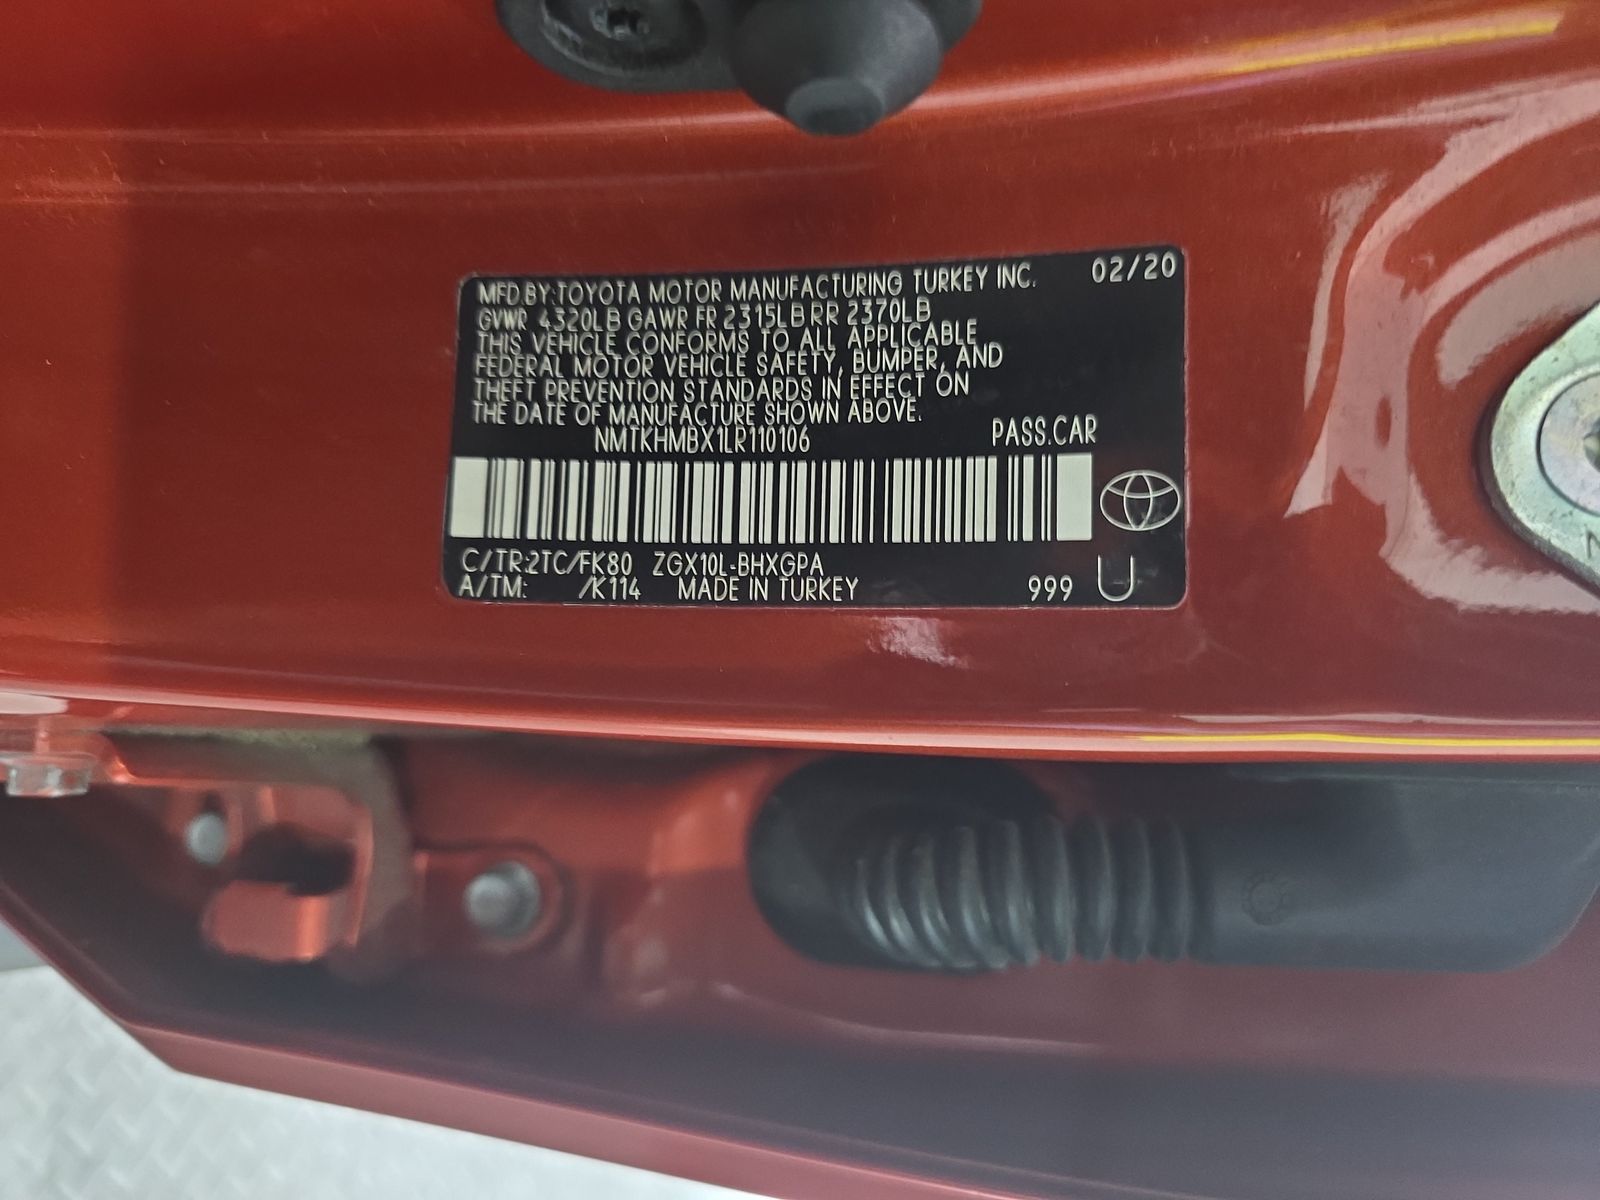 MFD.BY:TOYOTA MOTOR MANUFACTURING TURKEY INC. 02/20
GVWR 4320LB GAWR FR 2315LB RR 2370LB
THIS VEHICLE CONFORMS TO ALL APPLICABLE
FEDERAL MOTOR VEHICLE SAFETY, BUMPER, AND
THEFT PREVENTION STANDARDS IN EFFECT ON
THE DATE OF MANUFACTURE SHOWN ABOVE.
NMTKHMBX1LR110106 PASS.CAR
C/TR:2TC/FK80 ZGX10L-BHXGPA
A/TM: /K114 MADE IN TURKEY 999 U